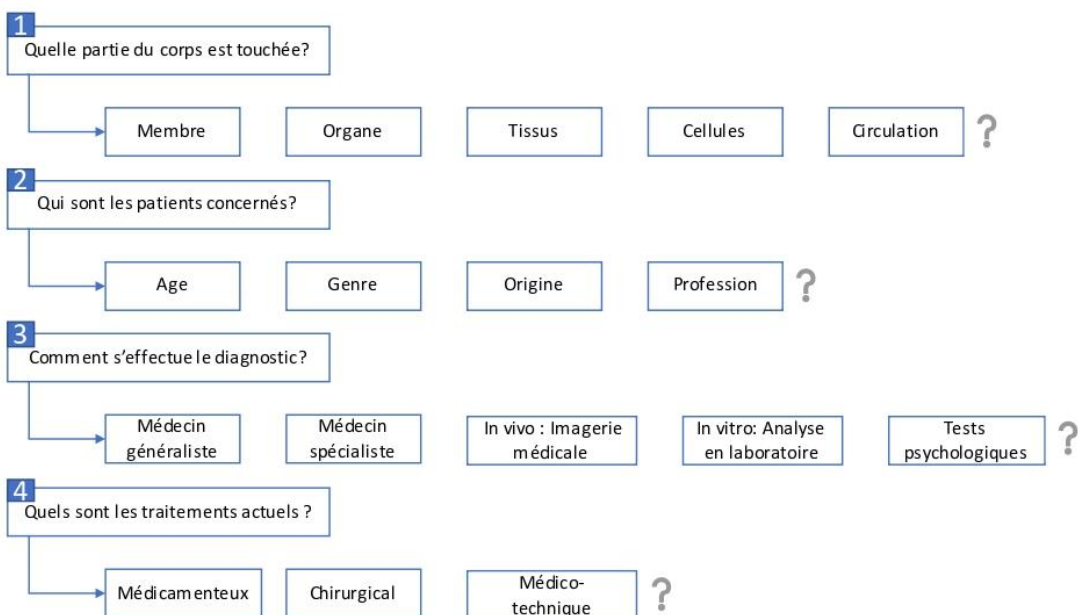 1
Quelle partie du corps est touchée?
Membre
Organe
Tissus
Cellules
Circulation
?
2
Qui sont les patients concernés?
Age
Genre
Origine
Profession
?
3
Comment s'effectue le diagnostic?
Médecin
généraliste
Médecin
spécialiste
In vivo : Imagerie
médicale
In vitro: Analyse
en laboratoire
Tests
psychologiques
?
4
Quels sont les traitements actuels ?
Médicamenteux
Chirurgical
Médico-
technique
?